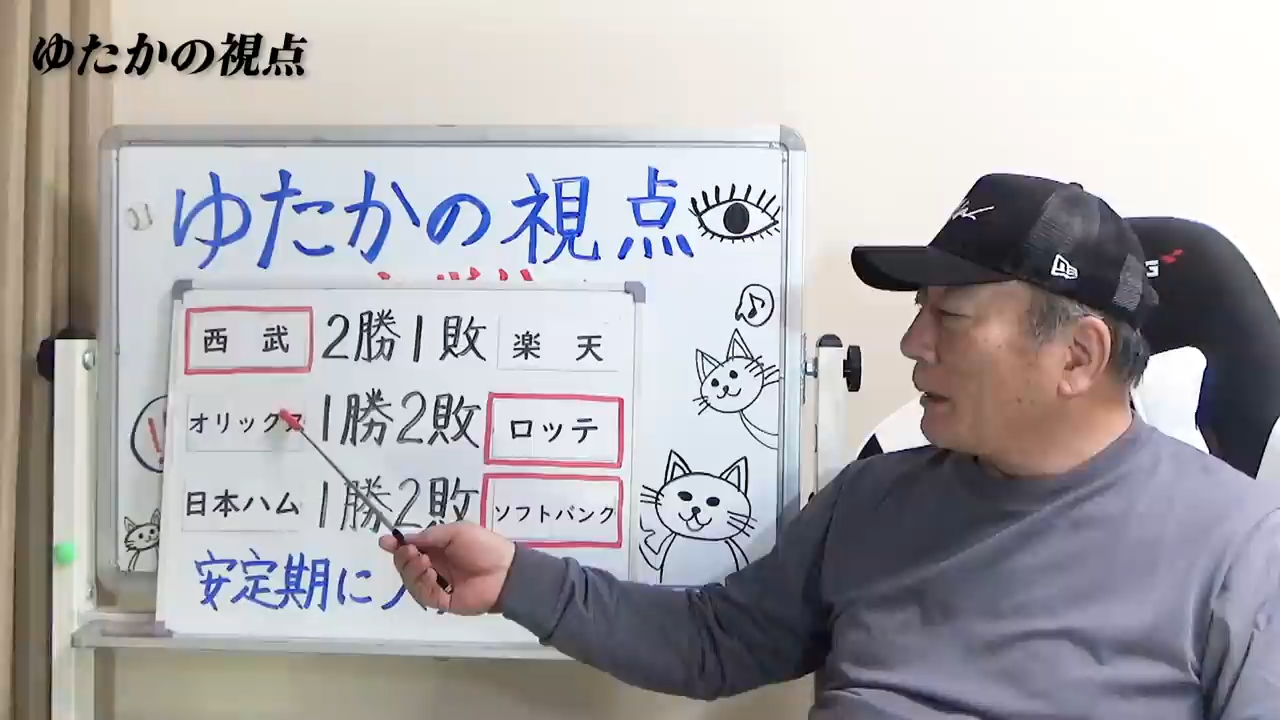 ゆたかの視点
ゆたかの視点
西武 2勝1敗 楽天
オリックス 1勝2敗 ロッテ
日本ハム 1勝2敗 ソフトバンク
安定期に